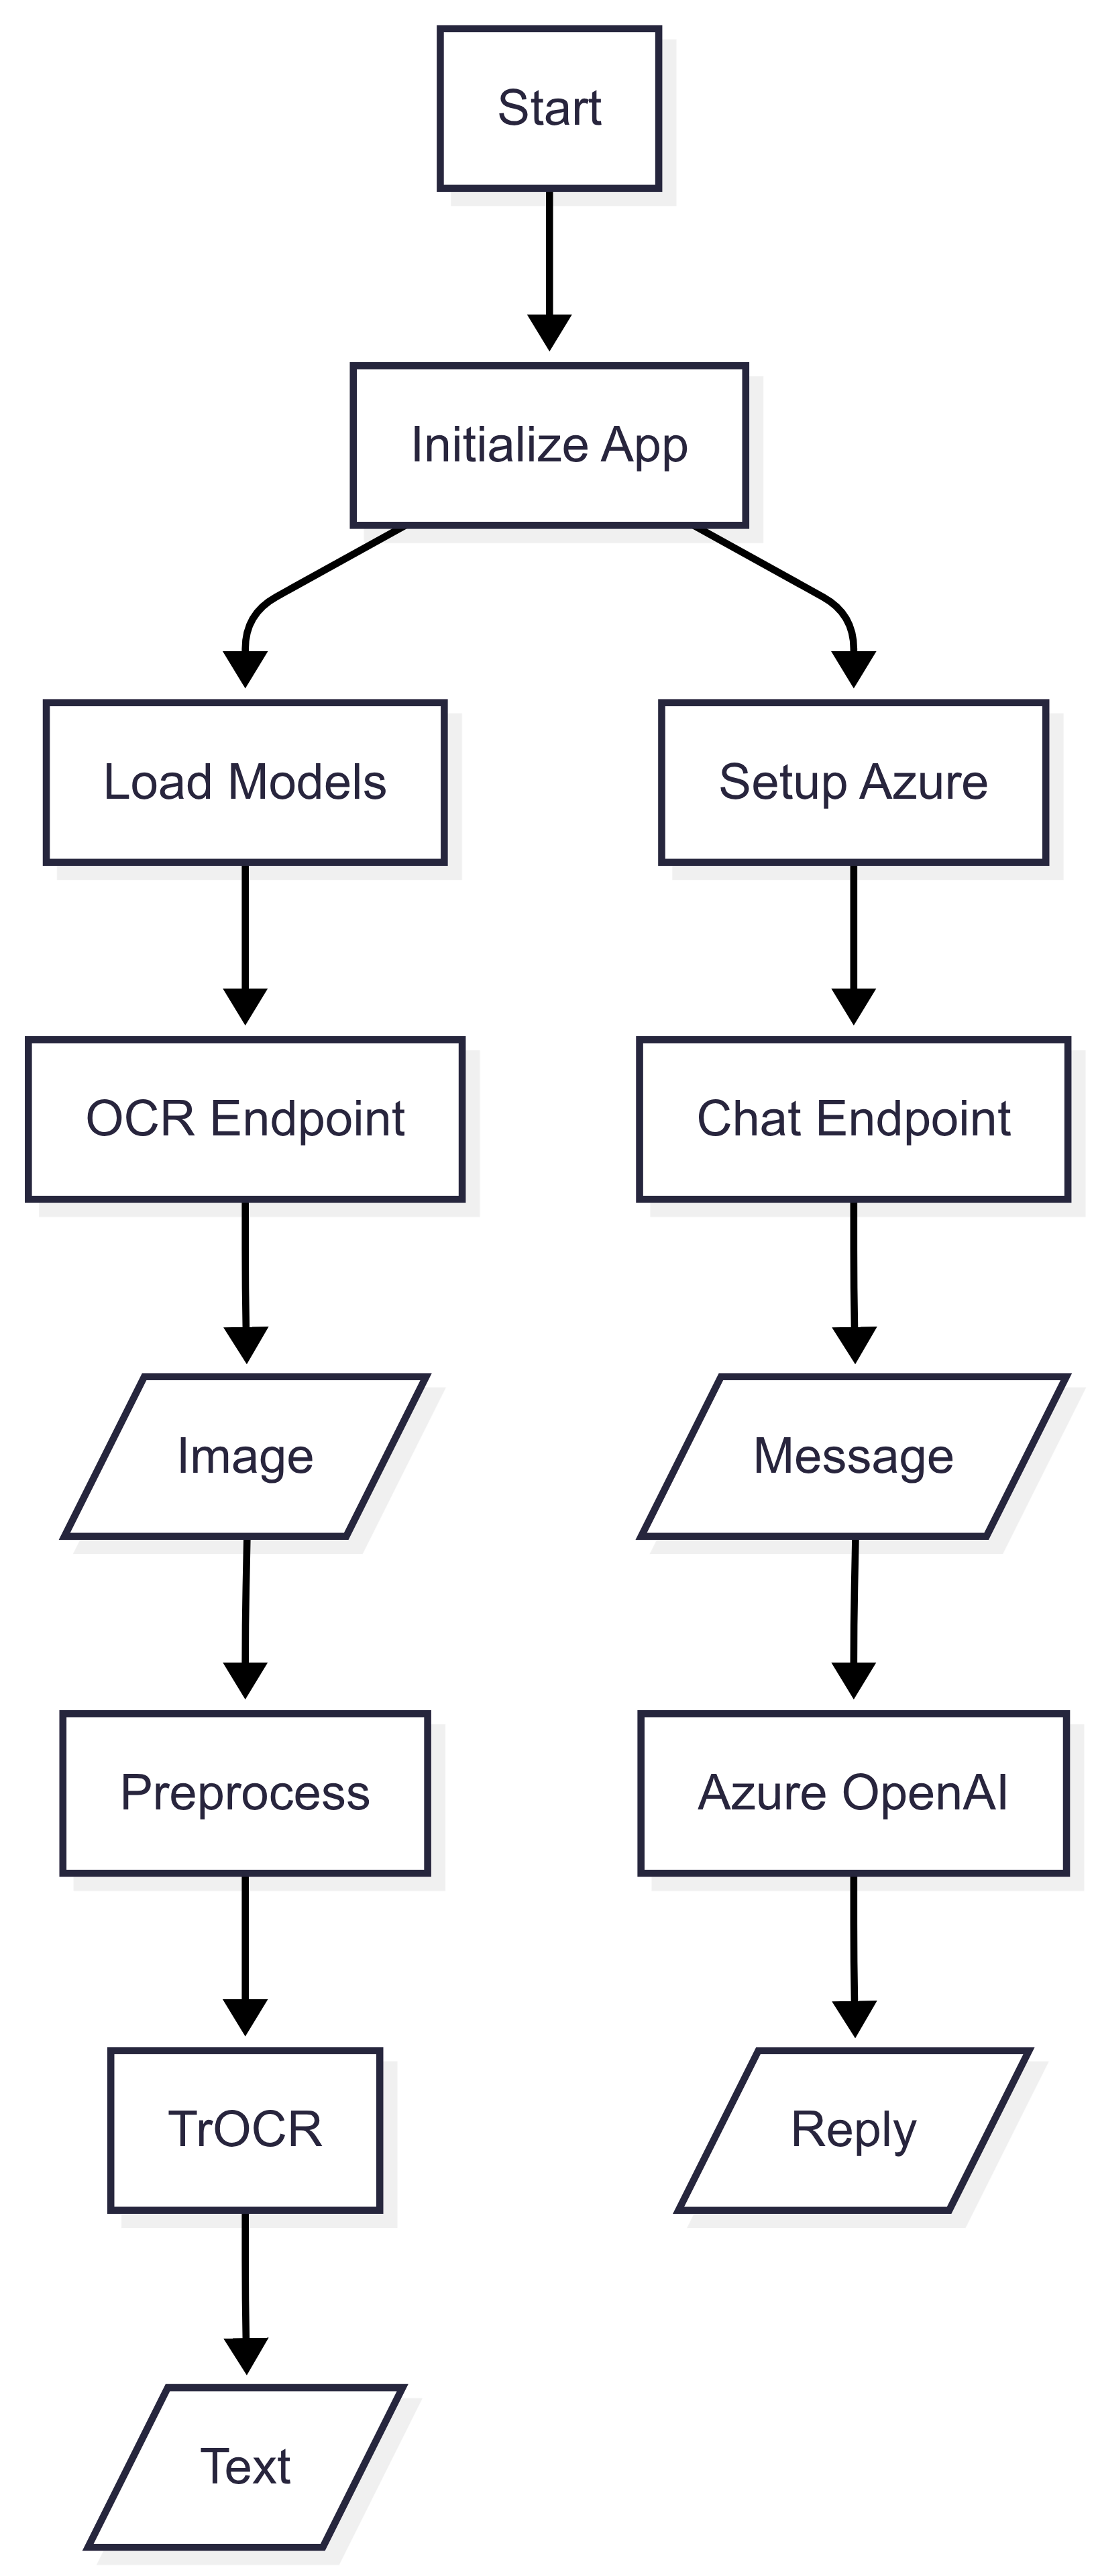 Start
Initialize App
Load Models
Setup Azure
OCR Endpoint
Chat Endpoint
Image
Message
Preprocess
Azure OpenAI
TrOCR
Reply
Text